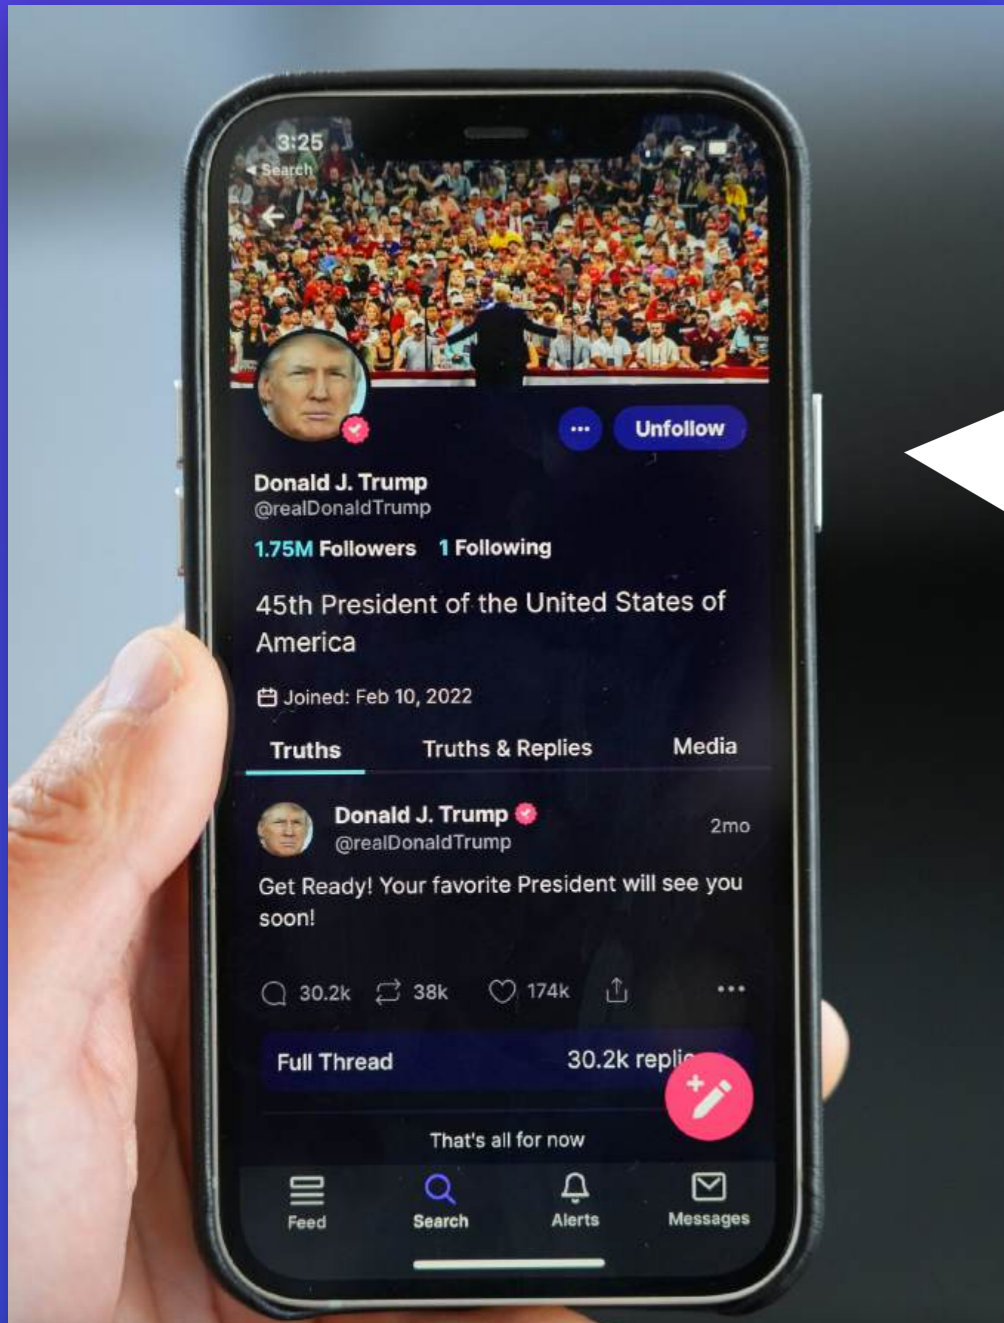 3:25
Search
Unfollow
Donald J. Trump
@realDonaldTrump
1.75M Followers 1 Following
45th President of the United States of
America
Joined: Feb 10, 2022
Truths Truths & Replies Media
Donald J. Trump
@realDonaldTrump 2mo
Get Ready! Your favorite President will see you
soon!
30.2k 38k 174k
Full Thread 30.2k
That's all for now
Feed Search Alerts Messages